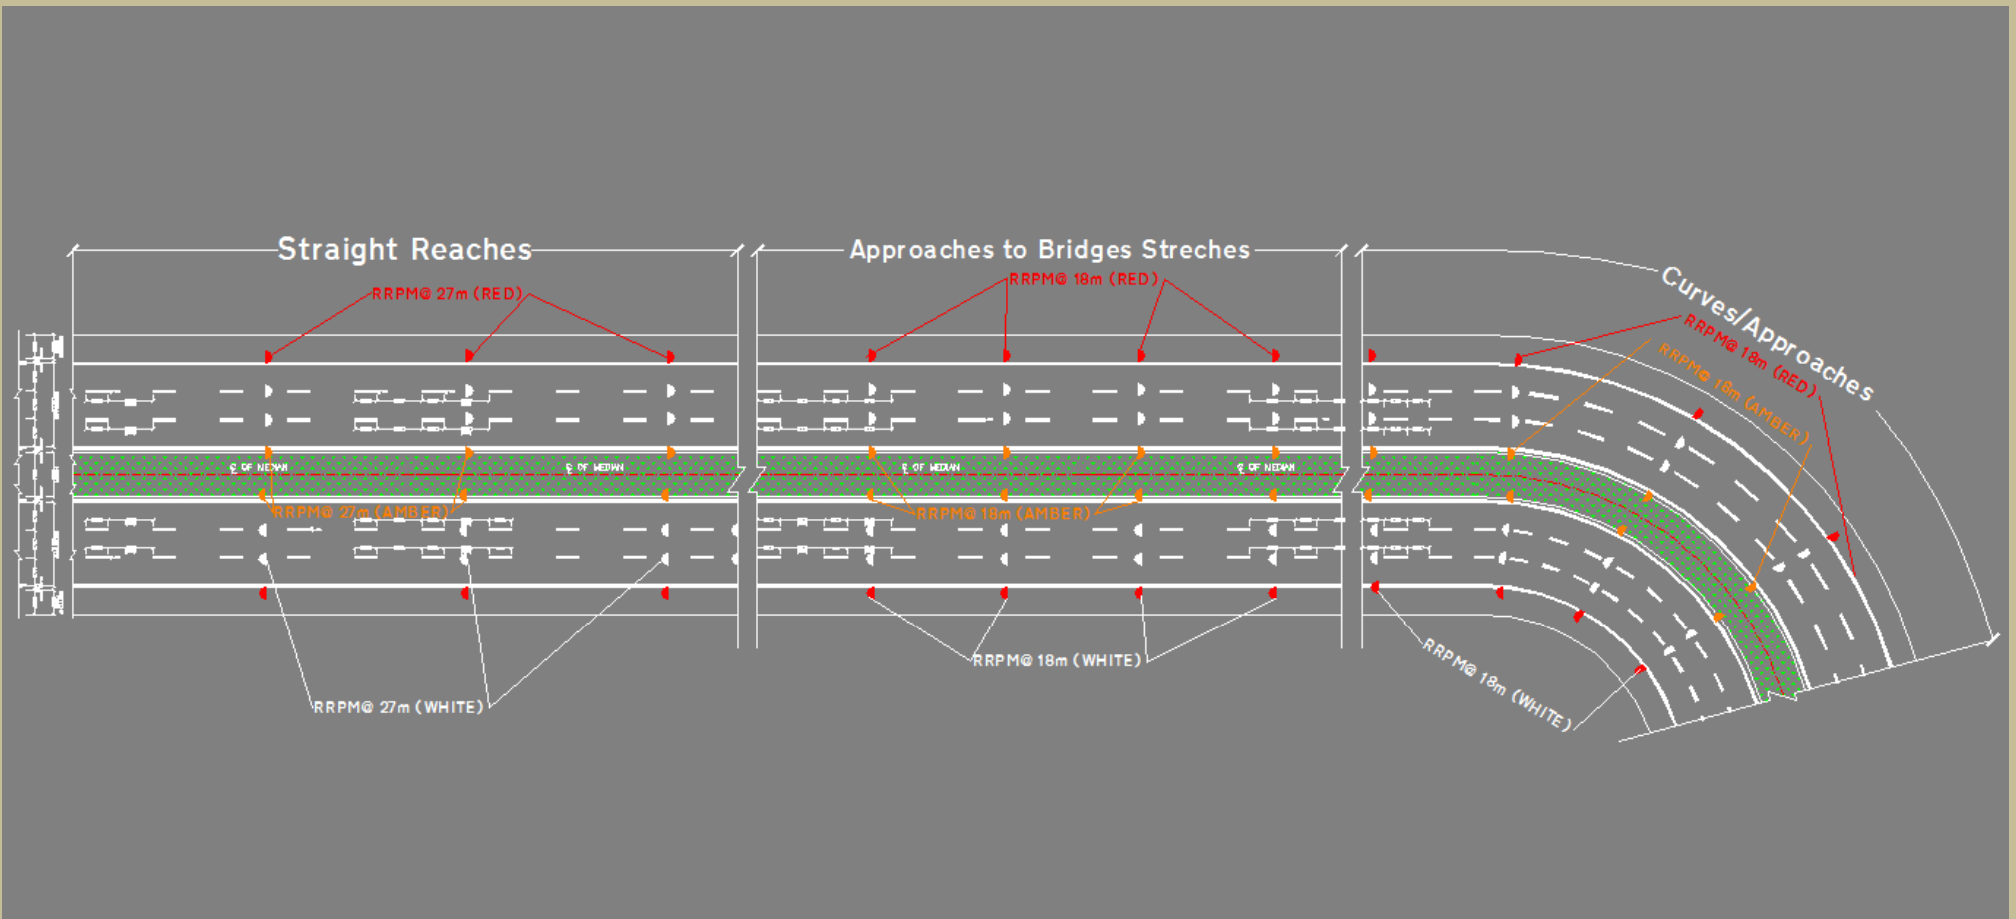 Straight Reaches
Approaches to Bridges Streches
Curves/Approaches
RRPM@ 27m (RED)
RRPM@ 18m (RED)
RRPM@ 18m (RED)
RRPM@ 18m (AMBER)
℄ OF MEDIAN
℄ OF MEDIAN
℄ OF MEDIAN
℄ OF MEDIAN
RRPM@ 27m (AMBER)
RRPM@ 18m (AMBER)
RRPM@ 27m (WHITE)
RRPM@ 18m (WHITE)
RRPM@ 18m (WHITE)